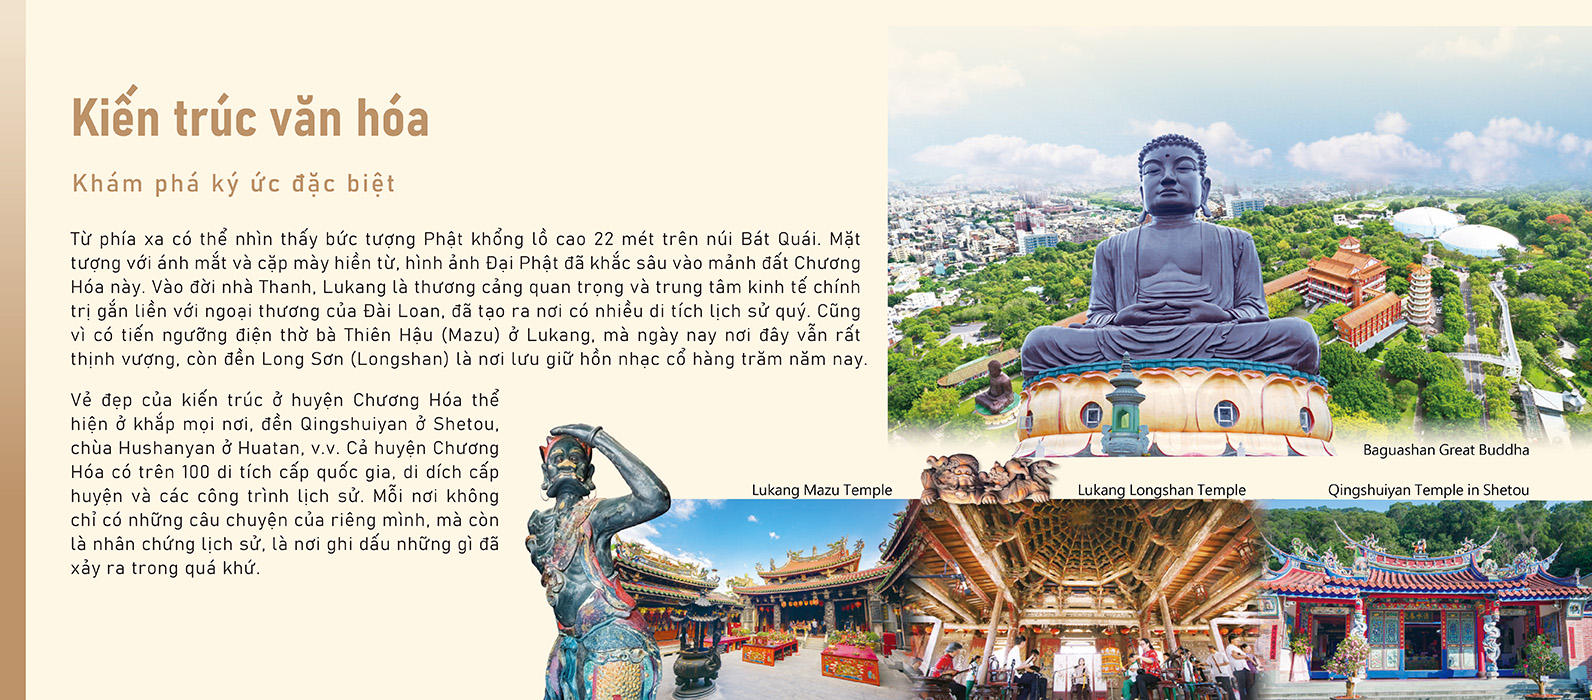 Kiến trúc văn hóa
Khám phá ký ức đặc biệt
Từ phía xa có thể nhìn thấy bức tượng Phật khổng lồ cao 22 mét trên núi Bát Quái. Mặt
tượng với ánh mắt và cặp mày hiền từ, hình ảnh Đại Phật đã khắc sâu vào mảnh đất Chương
Hóa này. Vào đời nhà Thanh, Lukang là thương cảng quan trọng và trung tâm kinh tế chính
trị gắn liền với ngoại thương của Đài Loan, đã tạo ra nơi có nhiều di tích lịch sử quý. Cũng
vì có tiến ngưỡng điện thờ bà Thiên Hậu (Mazu) ở Lukang, mà ngày nay nơi đây vẫn rất
thịnh vượng, còn đền Long Sơn (Longshan) là nơi lưu giữ hồn nhạc cổ hàng trăm năm nay.
Vẻ đẹp của kiến trúc ở huyện Chương Hóa thể
hiện ở khắp mọi nơi, đền Qingshuiyan ở Shetou,
chùa Hushanyan ở Huatan, v.v. Cả huyện Chương
Hóa có trên 100 di tích cấp quốc gia, di dích cấp
huyện và các công trình lịch sử. Mỗi nơi không
chỉ có những câu chuyện của riêng mình, mà còn
là nhân chứng lịch sử, là nơi ghi dấu những gì đã
xảy ra trong quá khứ.
Baguashan Great Buddha
Lukang Mazu Temple
Lukang Longshan Temple
Qingshuiyan Temple in Shetou